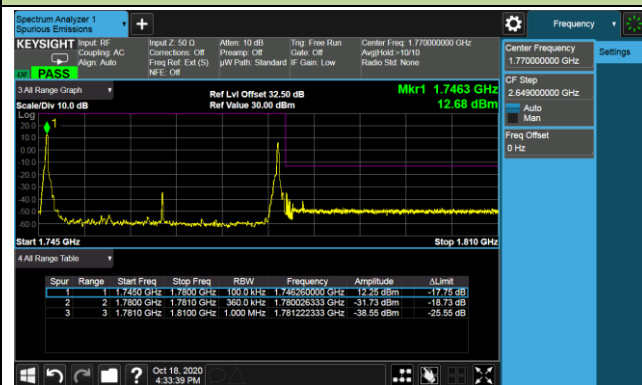 Spectrum Analyzer 1
Spurious Emissions
Frequency
KEYSIGHT
Input: RF
Coupling: AC
Align: Auto
Input Z: 50 Ω
Corrections: Off
Freq Ref: Ext (S)
NFE: Off
Atten: 10 dB
Preamp: Off
µW Path: Standard
Trig: Free Run
Gate: Off
IF Gain: Low
Center Freq: 1.770000000 GHz
Avg|Hold:>10/10
Radio Std: None
PASS
Center Frequency
1.770000000 GHz
Settings
CF Step
2.649000000 GHz
Auto
Man
Freq Offset
0 Hz
3 All Range Graph
Scale/Div 10.0 dB
Ref Lvl Offset 32.50 dB
Ref Value 30.00 dBm
Mkr1 1.7463 GHz
12.68 dBm
Log
20.0
10.0
0.00
-10.0
-20.0
-30.0
-40.0
-50.0
-60.0
1
Start 1.745 GHz
Stop 1.810 GHz
4 All Range Table
Spur Range Start Freq Stop Freq RBW Frequency Amplitude ΔLimit
1 1 1.7450 GHz 1.7800 GHz 100.0 kHz 1.746260000 GHz 12.25 dBm -17.75 dB
2 2 1.7800 GHz 1.7810 GHz 360.0 kHz 1.780026333 GHz -31.73 dBm -18.73 dB
3 3 1.7810 GHz 1.8100 GHz 1.000 MHz 1.781222333 GHz -38.55 dBm -25.55 dB
?
Oct 18, 2020
4:33:39 PM